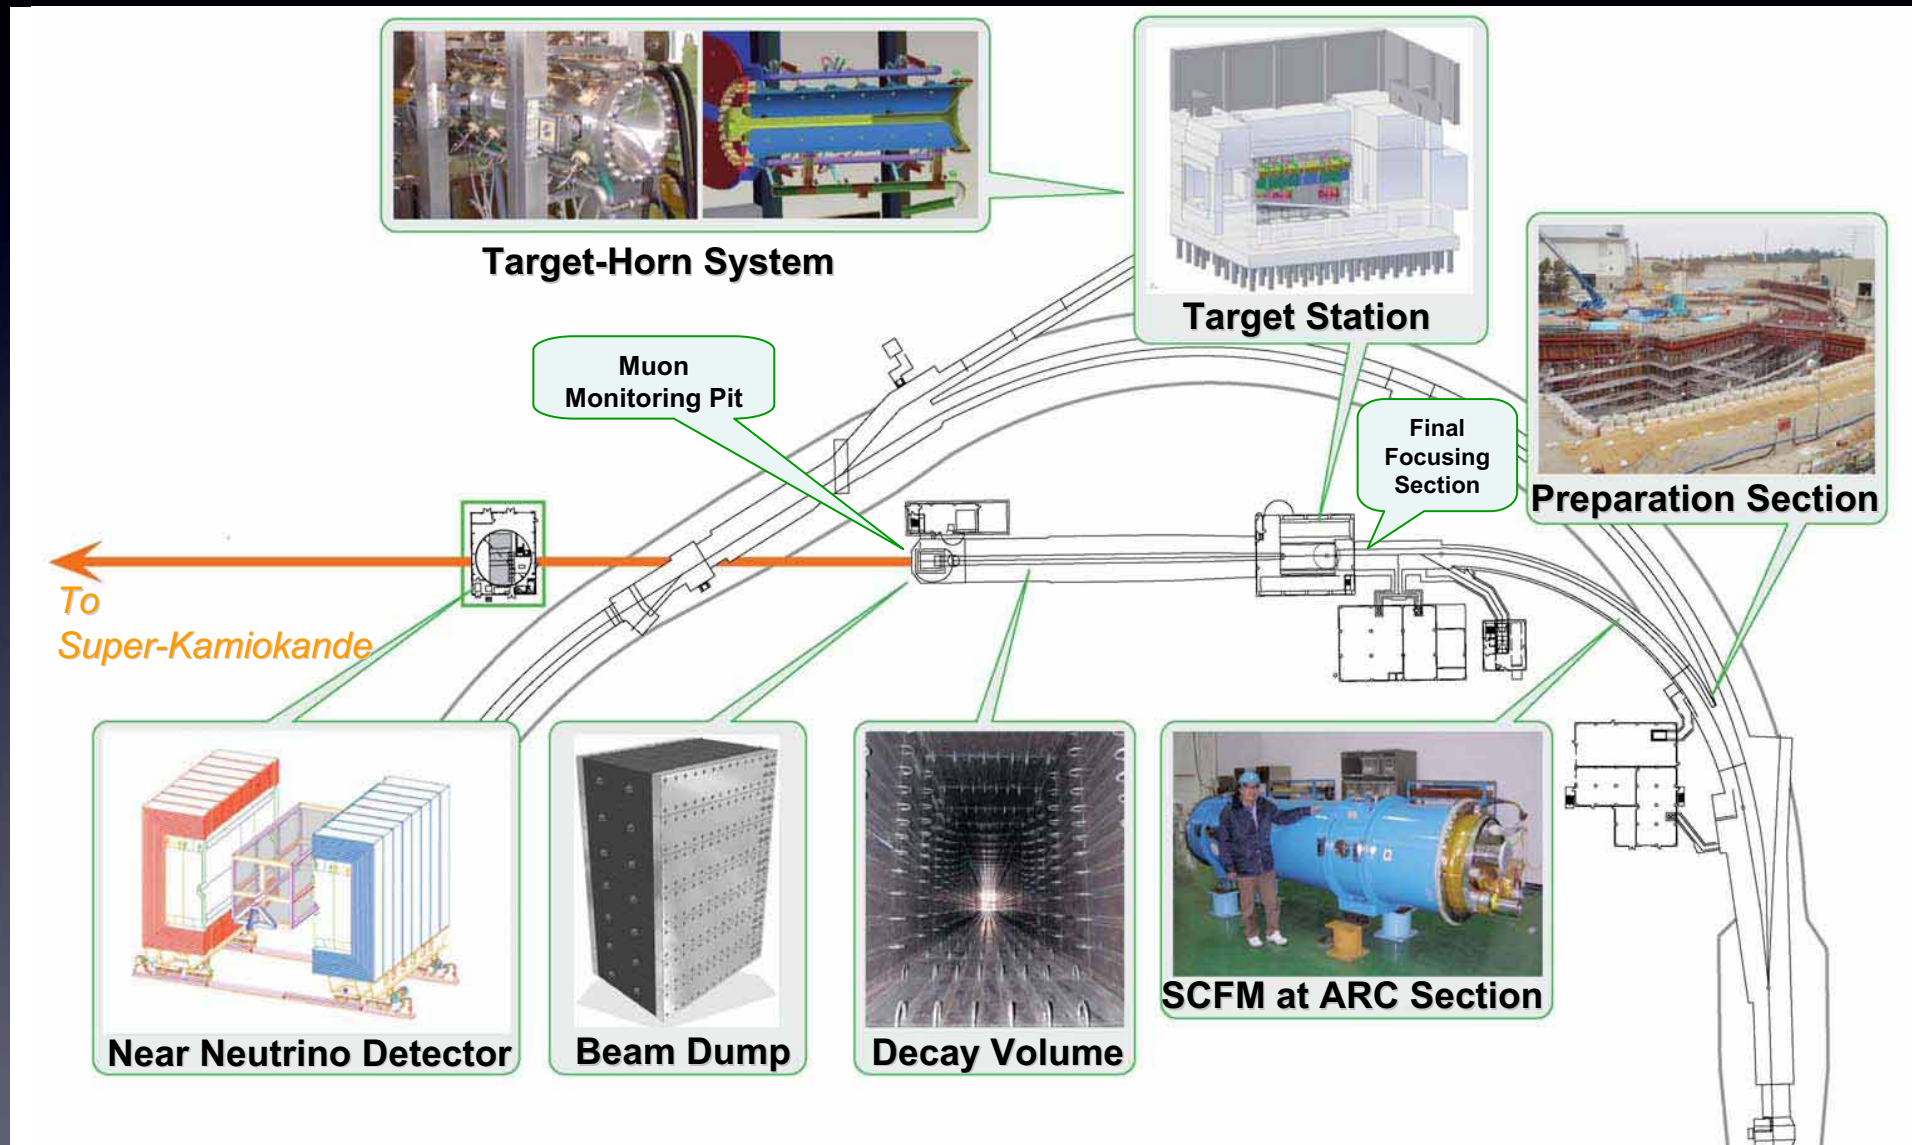 Target-Horn System
Target Station
Muon
Monitoring Pit
Final
Focusing
Section
Preparation Section
To
Super-Kamiokande
Near Neutrino Detector
Beam Dump
Decay Volume
SCFM at ARC Section